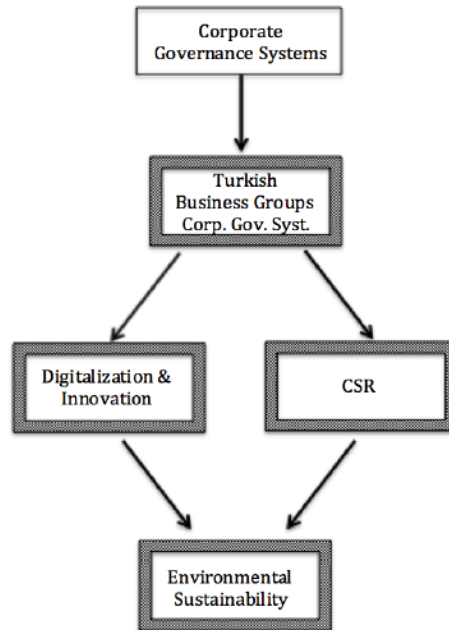 Corporate
Governance Systems
Turkish
Business Groups
Corp. Gov. Syst.
Digitalization &
Innovation
CSR
Environmental
Sustainability